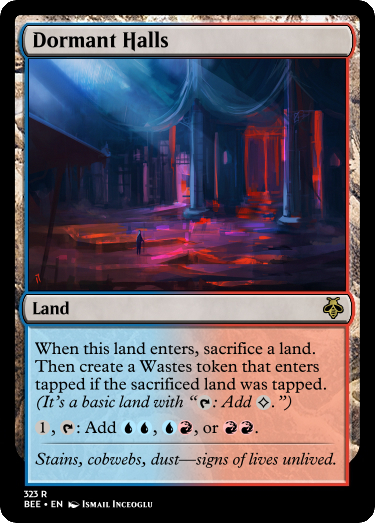 Dormant Halls
Land
When this land enters, sacrifice a land.
Then create a Wastes token that enters
tapped if the sacrificed land was tapped.
(It's a basic land with “: Add .”)
1 , : Add , , or .
Stains, cobwebs, dust—signs of lives unlived.
323 R
BEE • EN Ismail Inceoglu